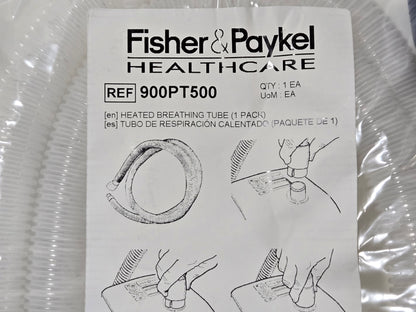 Fisher & Paykel
HEALTHCARE
REF 900PT500
QTY : 1 EA
UoM : EA
[en] HEATED BREATHING TUBE (1 PACK)
[es] TUBO DE RESPIRACIÓN CALENTADO (PAQUETE DE 1)